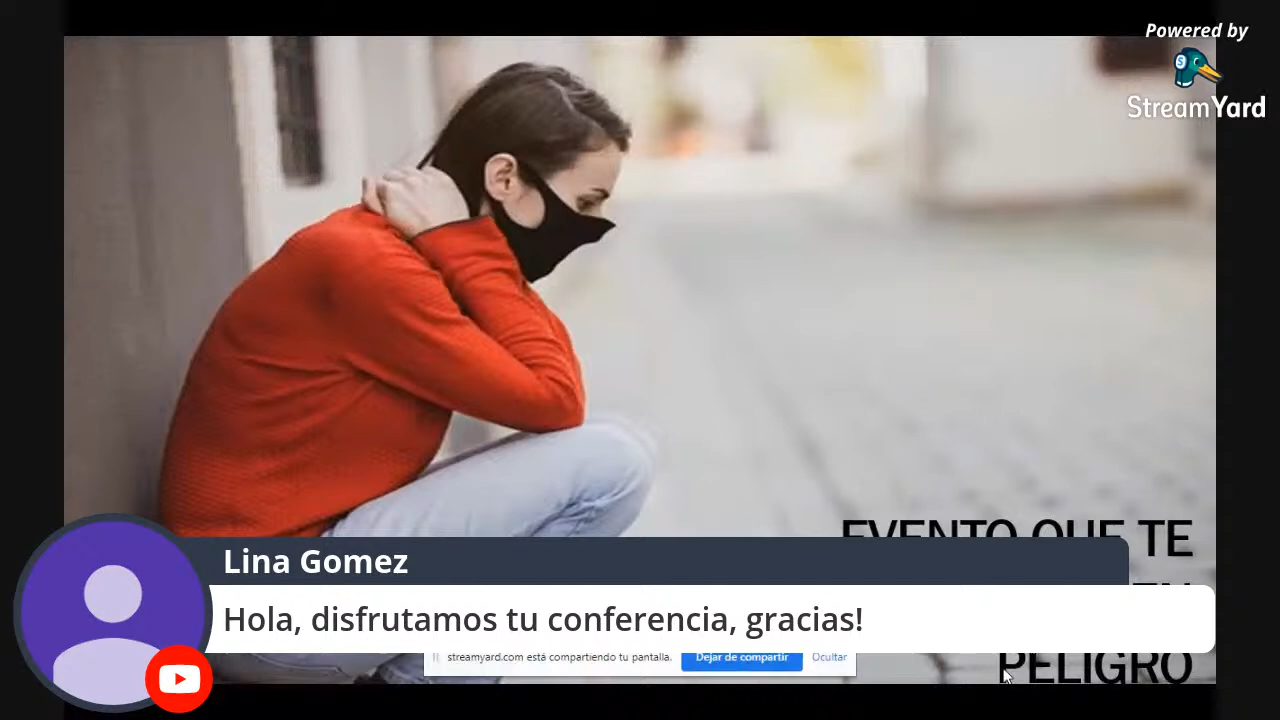 Powered by
StreamYard
EVENTO QUE TE
EN
PELIGRO
Lina Gomez
Hola, disfrutamos tu conferencia, gracias!
streamyard.com está compartiendo tu pantalla.
Dejar de compartir
Ocultar